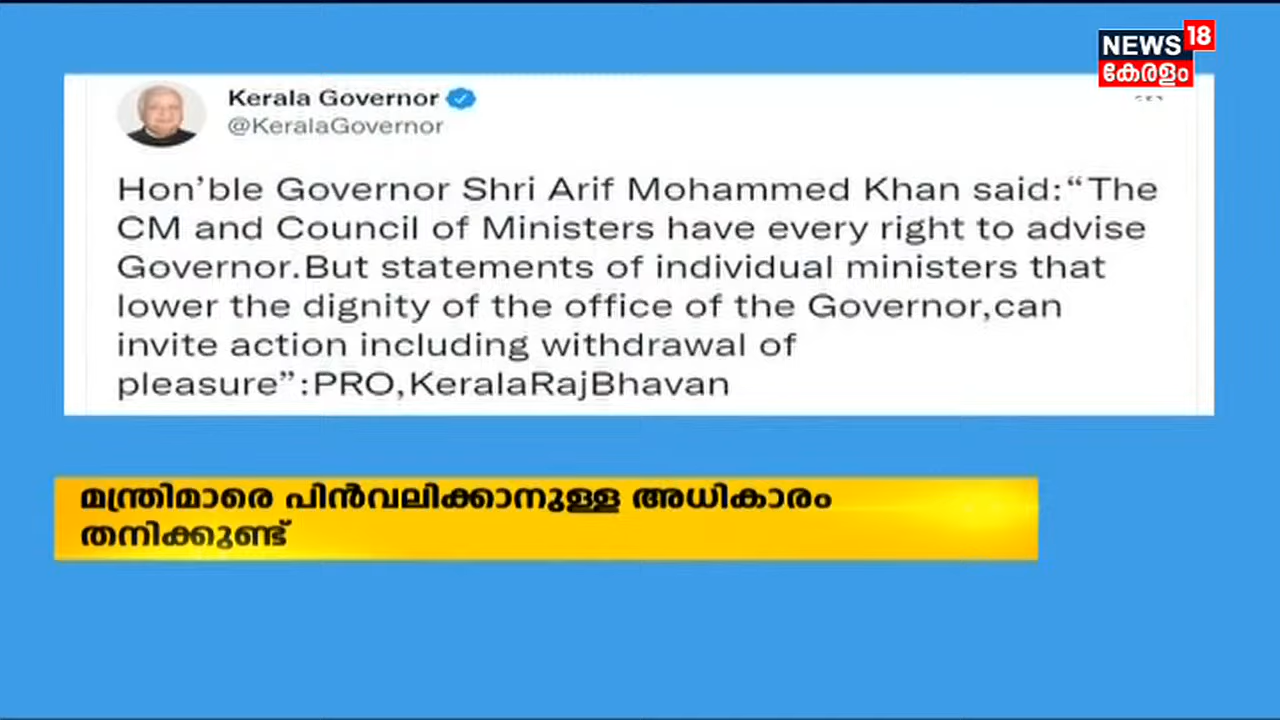 NEWS 18
കേരളം
Kerala Governor
@KeralaGovernor
Hon’ble Governor Shri Arif Mohammed Khan said:“The
CM and Council of Ministers have every right to advise
Governor.But statements of individual ministers that
lower the dignity of the office of the Governor,can
invite action including withdrawal of
pleasure”:PRO,KeralaRajBhavan
മന്ത്രിമാരെ പിൻവലിക്കാനുള്ള അധികാരം
തനിക്കുണ്ട്